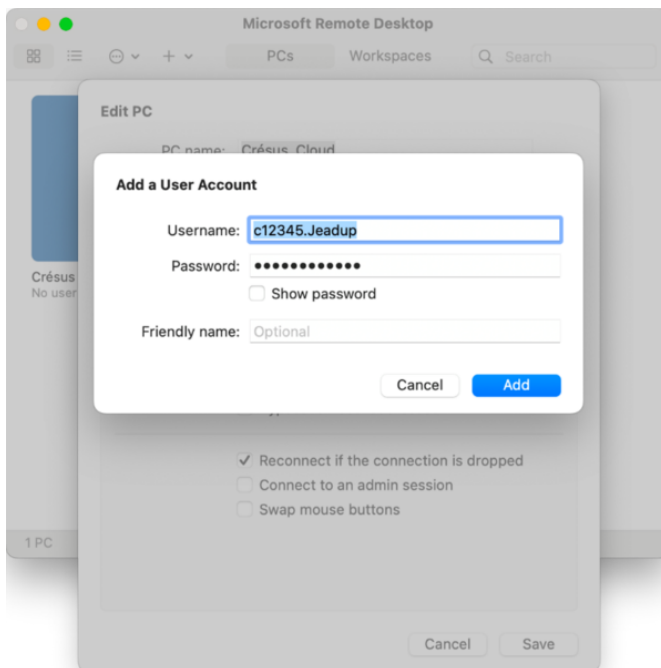 Microsoft Remote Desktop
PCs Workspaces Search
Edit PC
PC name: Crésus_Cloud
Add a User Account
Username: c12345.Jeadup
Password: ••••••••••••
Show password
Friendly name: Optional
Cancel Add
Crésus
No user
Reconnect if the connection is dropped
Connect to an admin session
Swap mouse buttons
1 PC
Cancel Save